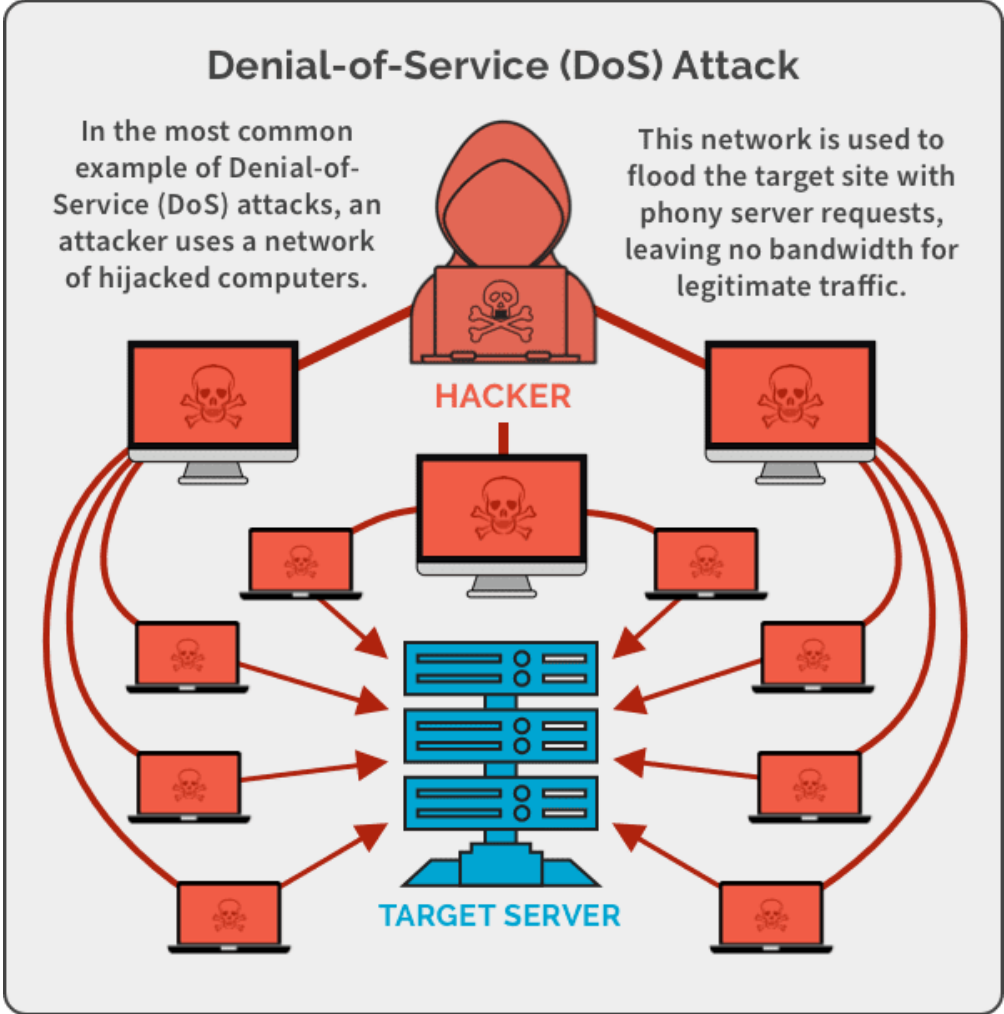 Denial-of-Service (DoS) Attack
In the most common
example of Denial-of-
Service (DoS) attacks, an
attacker uses a network
of hijacked computers.
This network is used to
flood the target site with
phony server requests,
leaving no bandwidth for
legitimate traffic.
HACKER
TARGET SERVER